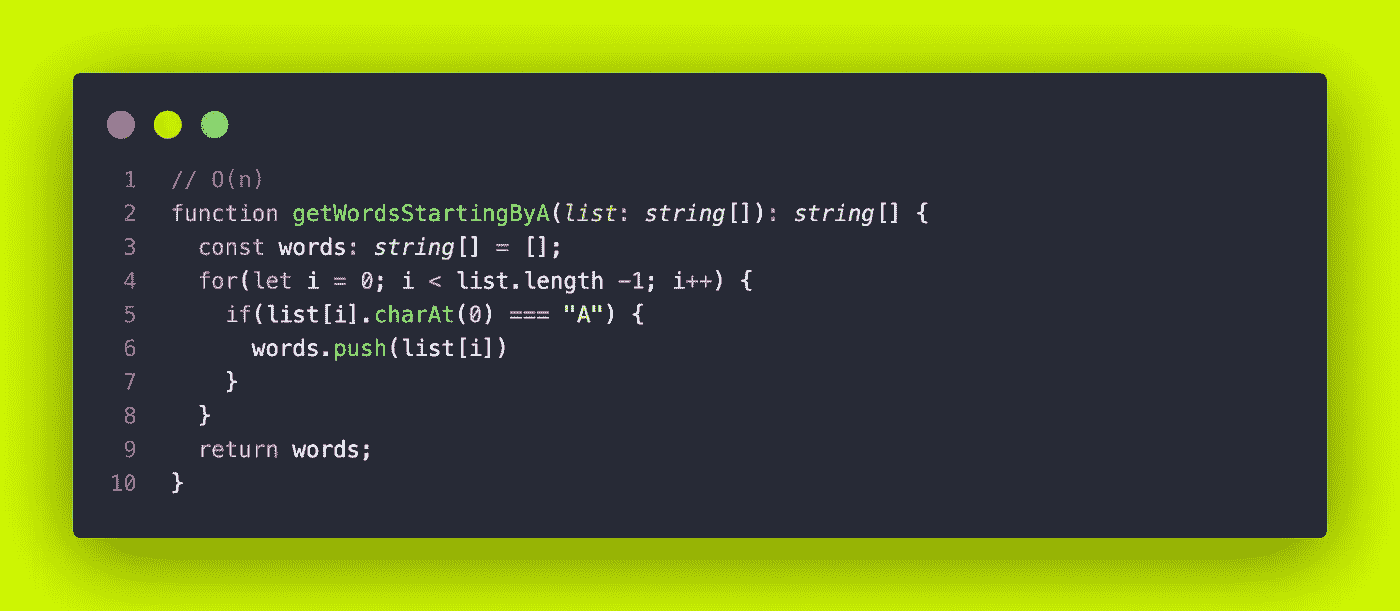 1 // O(n)
2 function getWordsStartingByA(list: string[]): string[] {
3 const words: string[] = [];
4 for(let i = 0; i < list.length -1; i++) {
5 if(list[i].charAt(0) === "A") {
6 words.push(list[i])
7 }
8 }
9 return words;
10 }